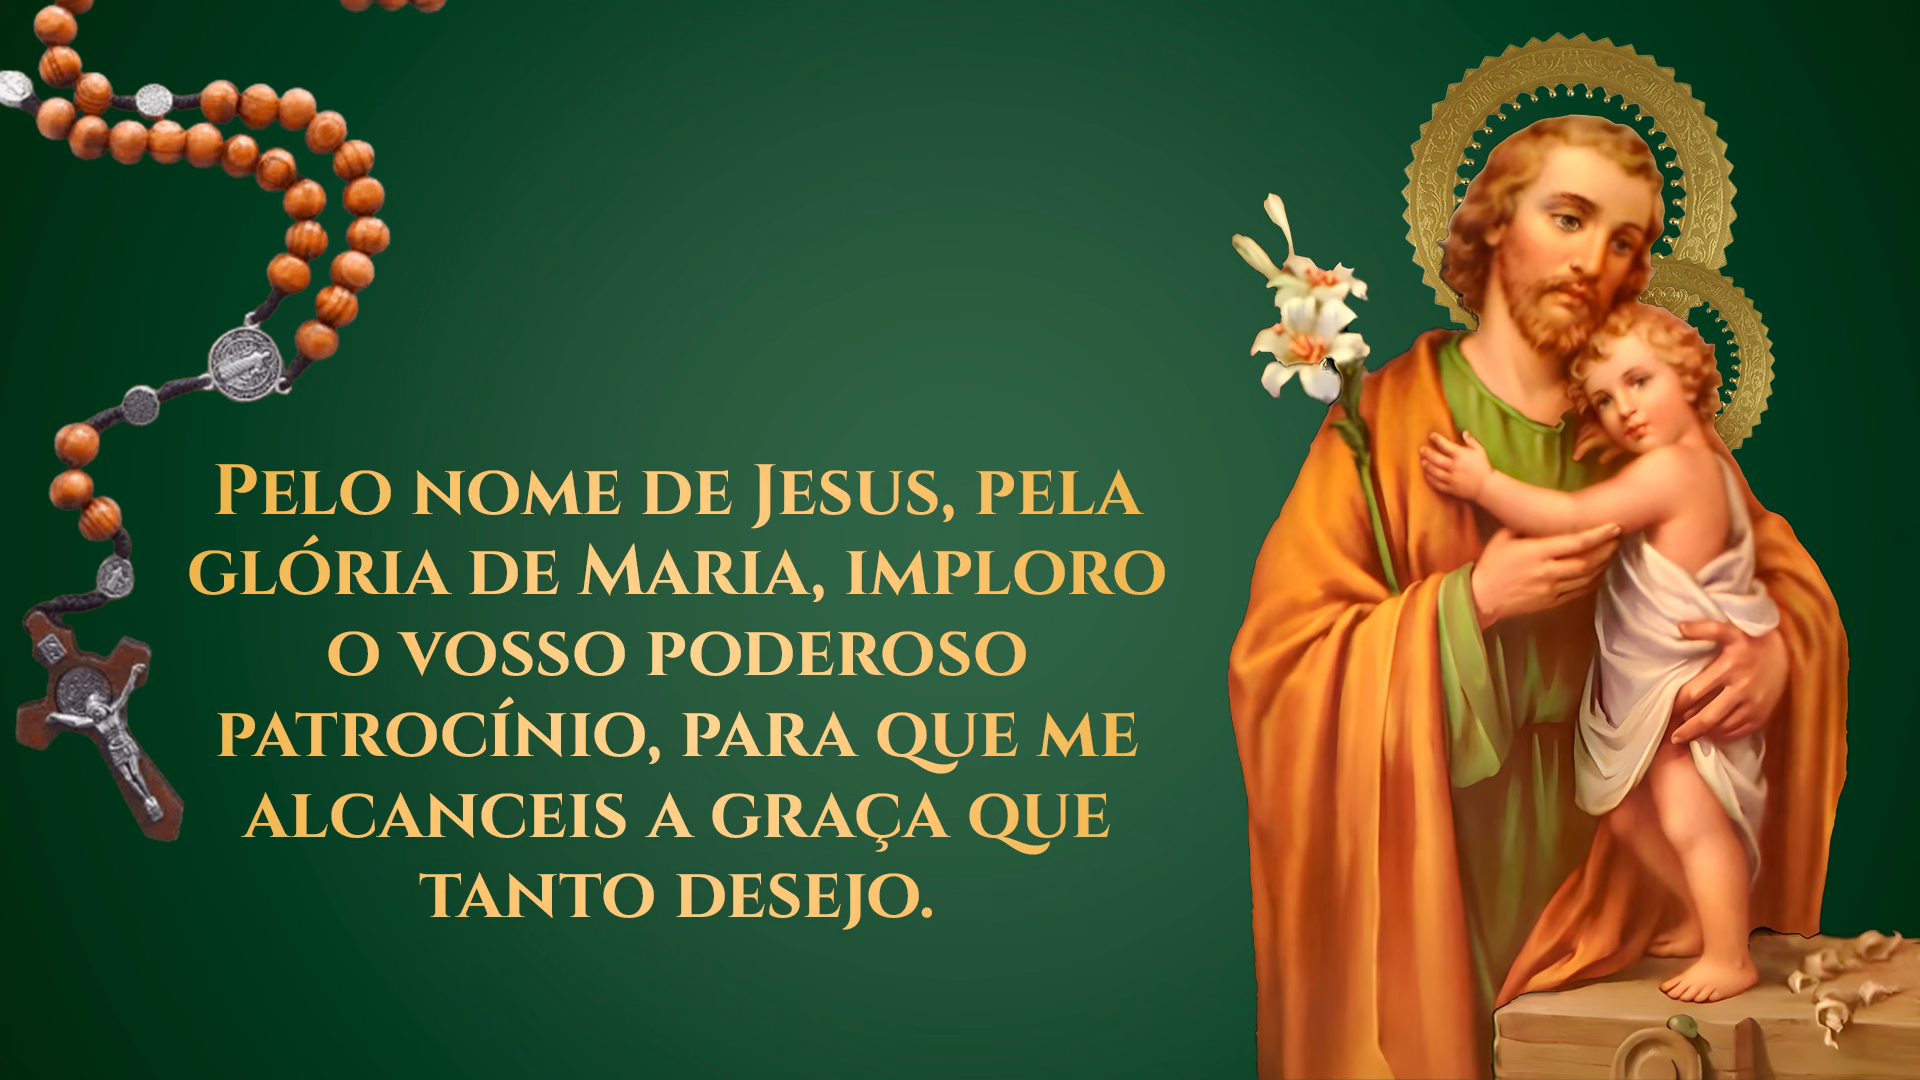 Pelo nome de Jesus, pela
glória de Maria, imploro
o vosso poderoso
patrocínio, para que me
alcanceis a graça que
tanto desejo.